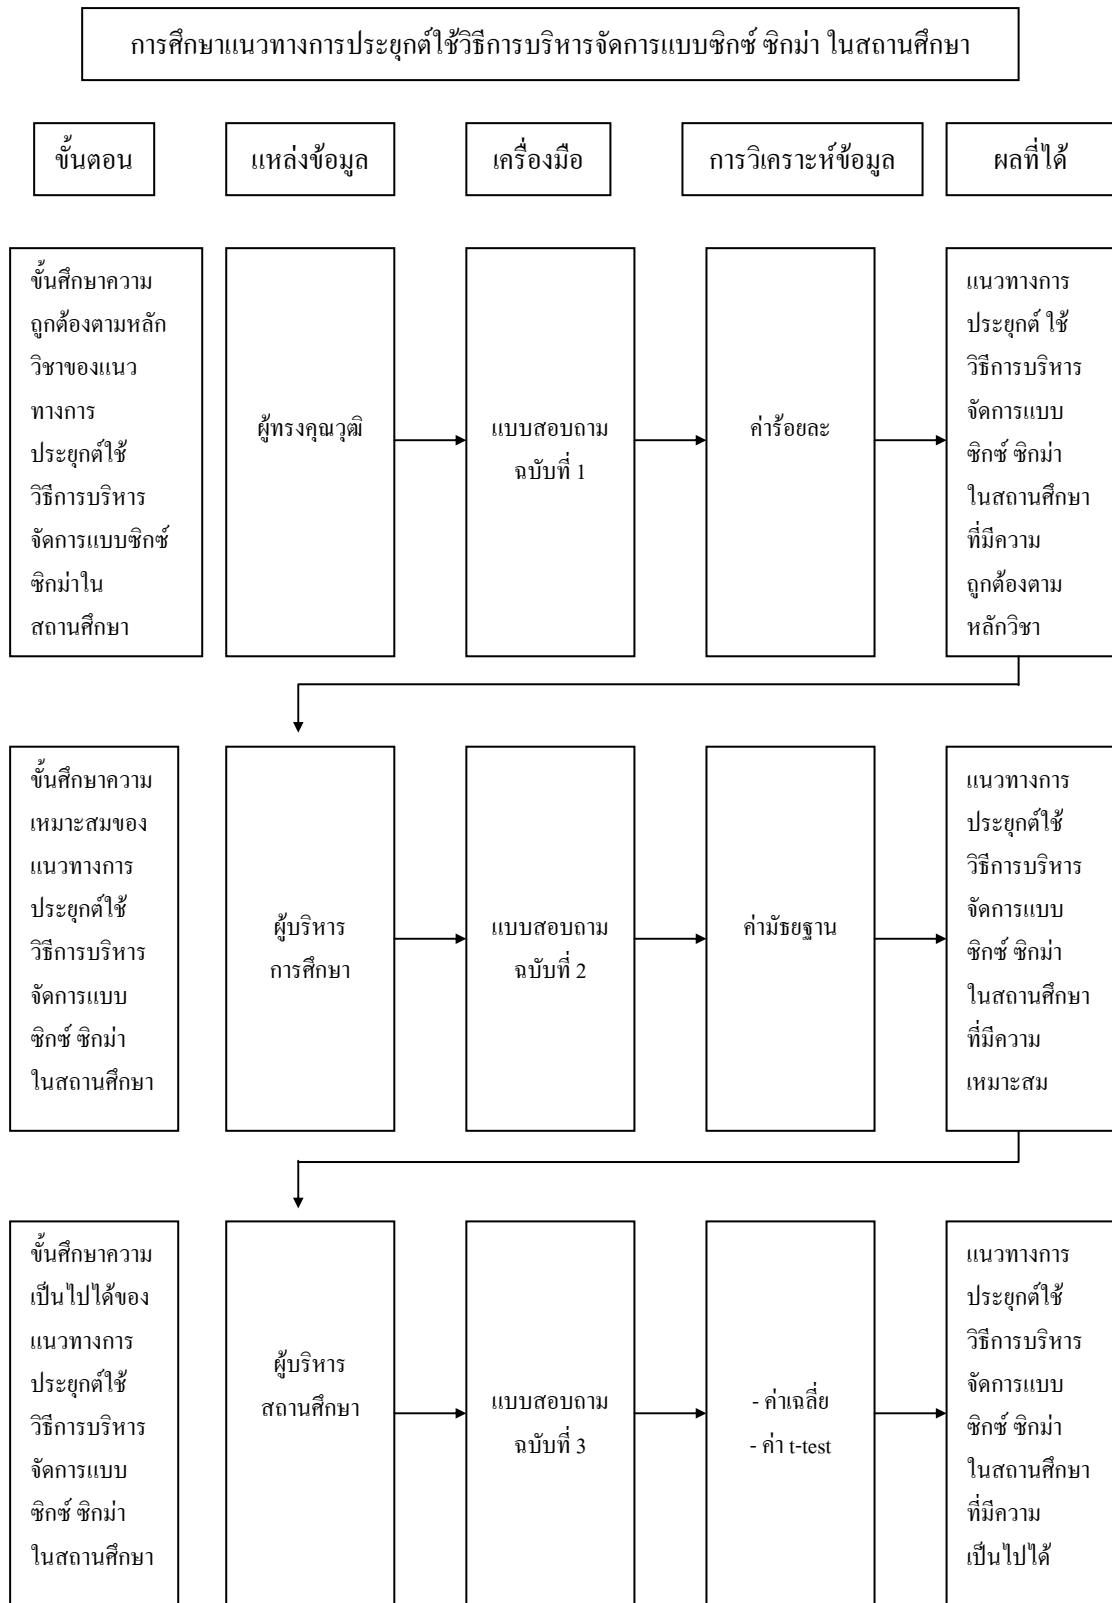 การศึกษาแนวทางการประยุกต์ใช้วิธีการบริหารจัดการแบบซิกซ์ ซิกม่า ในสถานศึกษา
ขั้นตอน
แหล่งข้อมูล
เครื่องมือ
การวิเคราะห์ข้อมูล
ผลที่ได้
ขั้นศึกษาความ
ถูกต้องตามหลัก
วิชาของแนว
ทางการ
ประยุกต์ใช้
วิธีการบริหาร
จัดการแบบซิกซ์
ซิกม่าใน
สถานศึกษา
ผู้ทรงคุณวุฒิ
แบบสอบถาม
ฉบับที่ 1
ค่าร้อยละ
แนวทางการ
ประยุกต์ ใช้
วิธีการบริหาร
จัดการแบบ
ซิกซ์ ซิกม่า
ในสถานศึกษา
ที่มีความ
ถูกต้องตาม
หลักวิชา
ขั้นศึกษาความ
เหมาะสมของ
แนวทางการ
ประยุกต์ใช้
วิธีการบริหาร
จัดการแบบ
ซิกซ์ ซิกม่า
ในสถานศึกษา
ผู้บริหาร
การศึกษา
แบบสอบถาม
ฉบับที่ 2
ค่ามัธยฐาน
แนวทางการ
ประยุกต์ใช้
วิธีการบริหาร
จัดการแบบ
ซิกซ์ ซิกม่า
ในสถานศึกษา
ที่มีความ
เหมาะสม
ขั้นศึกษาความ
เป็นไปได้ของ
แนวทางการ
ประยุกต์ใช้
วิธีการบริหาร
จัดการแบบ
ซิกซ์ ซิกม่า
ในสถานศึกษา
ผู้บริหาร
สถานศึกษา
แบบสอบถาม
ฉบับที่ 3
- ค่าเฉลี่ย
- ค่า t-test
แนวทางการ
ประยุกต์ใช้
วิธีการบริหาร
จัดการแบบ
ซิกซ์ ซิกม่า
ในสถานศึกษา
ที่มีความ
เป็นไปได้